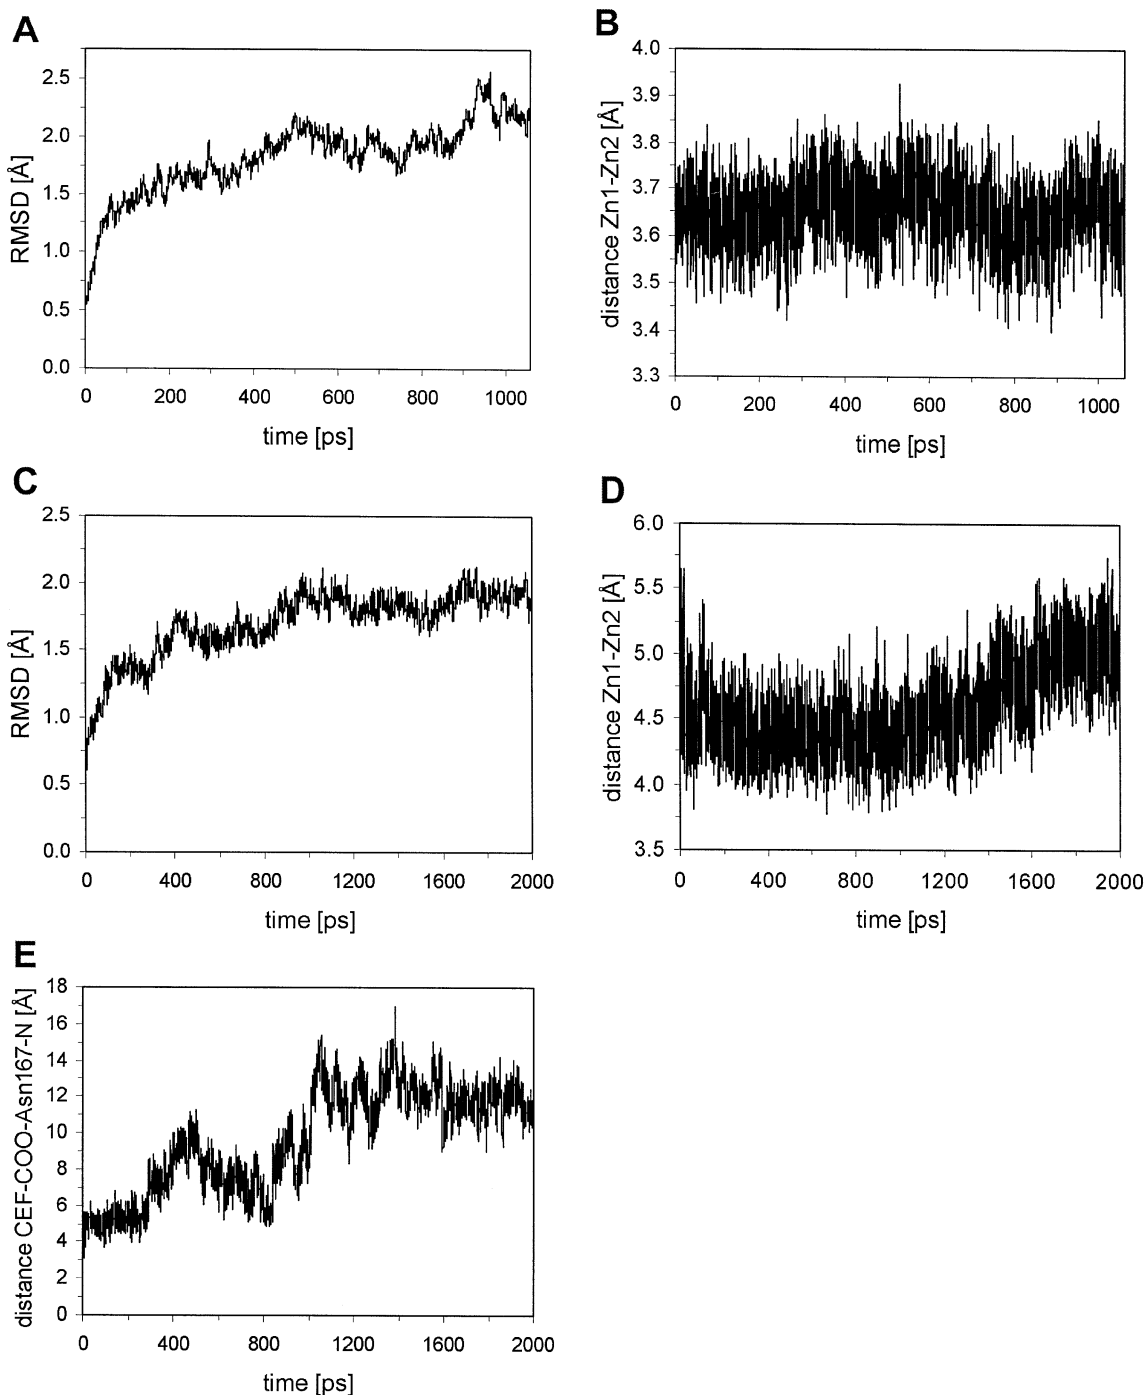 A
RMSD [Å]
2.5
2.0
1.5
1.0
0.5
0.0
0 200 400 600 800 1000
time [ps]
B
distance Zn1-Zn2 [Å]
4.0
3.9
3.8
3.7
3.6
3.5
3.4
3.3
0 200 400 600 800 1000
time [ps]
C
RMSD [Å]
2.5
2.0
1.5
1.0
0.5
0.0
0 400 800 1200 1600 2000
time [ps]
D
distance Zn1-Zn2 [Å]
6.0
5.5
5.0
4.5
4.0
3.5
0 400 800 1200 1600 2000
time [ps]
E
distance CEF-COO-Asn167-N [Å]
18
16
14
12
10
8
6
4
2
0
0 400 800 1200 1600 2000
time [ps]